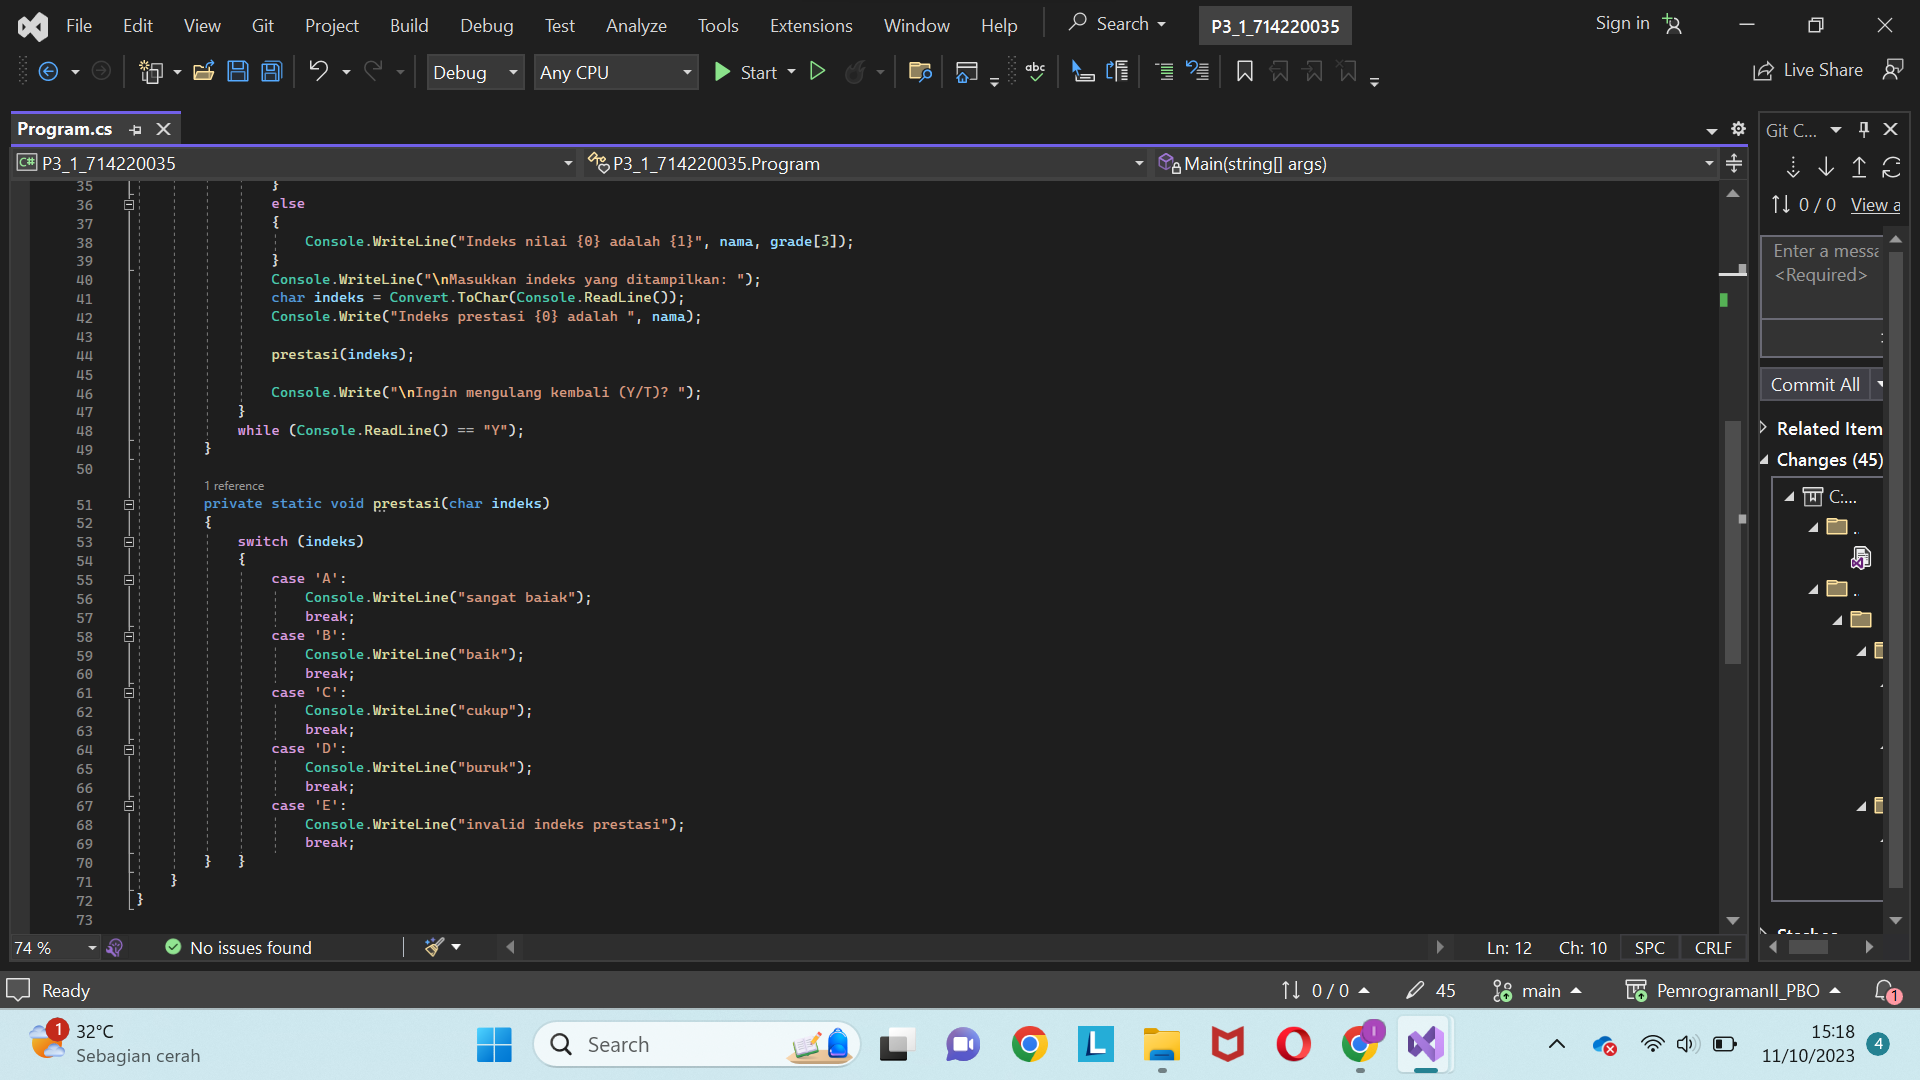 File Edit View Git Project Build Debug Test Analyze Tools Extensions Window Help Search P3_1_714220035 Sign in
Debug Any CPU Start Live Share
Program.cs
Git C...
P3_1_714220035 P3_1_714220035.Program Main(string[] args)
0 / 0 View a
Enter a messa
<Required>
Commit All
Related Item
Changes (45)
C:...
35 }
36 else
37 {
38 Console.WriteLine("Indeks nilai {0} adalah {1}", nama, grade[3]);
39 }
40 Console.WriteLine("\nMasukkan indeks yang ditampilkan: ");
41 char indeks = Convert.ToChar(Console.ReadLine());
42 Console.Write("Indeks prestasi {0} adalah ", nama);
43
44 prestasi(indeks);
45
46 Console.Write("\nIngin mengulang kembali (Y/T)? ");
47 }
48 while (Console.ReadLine() == "Y");
49 }
50
1 reference
51 private static void prestasi(char indeks)
52 {
53 switch (indeks)
54 {
55 case 'A':
56 Console.WriteLine("sangat baiak");
57 break;
58 case 'B':
59 Console.WriteLine("baik");
60 break;
61 case 'C':
62 Console.WriteLine("cukup");
63 break;
64 case 'D':
65 Console.WriteLine("buruk");
66 break;
67 case 'E':
68 Console.WriteLine("invalid indeks prestasi");
69 break;
70 } }
71 }
72 }
73
74 % No issues found Ln: 12 Ch: 10 SPC CRLF
Ready 0 / 0 45 main PemrogramanII_PBO 1
1 32°C
Sebagian cerah
Search
15:18
11/10/2023
4